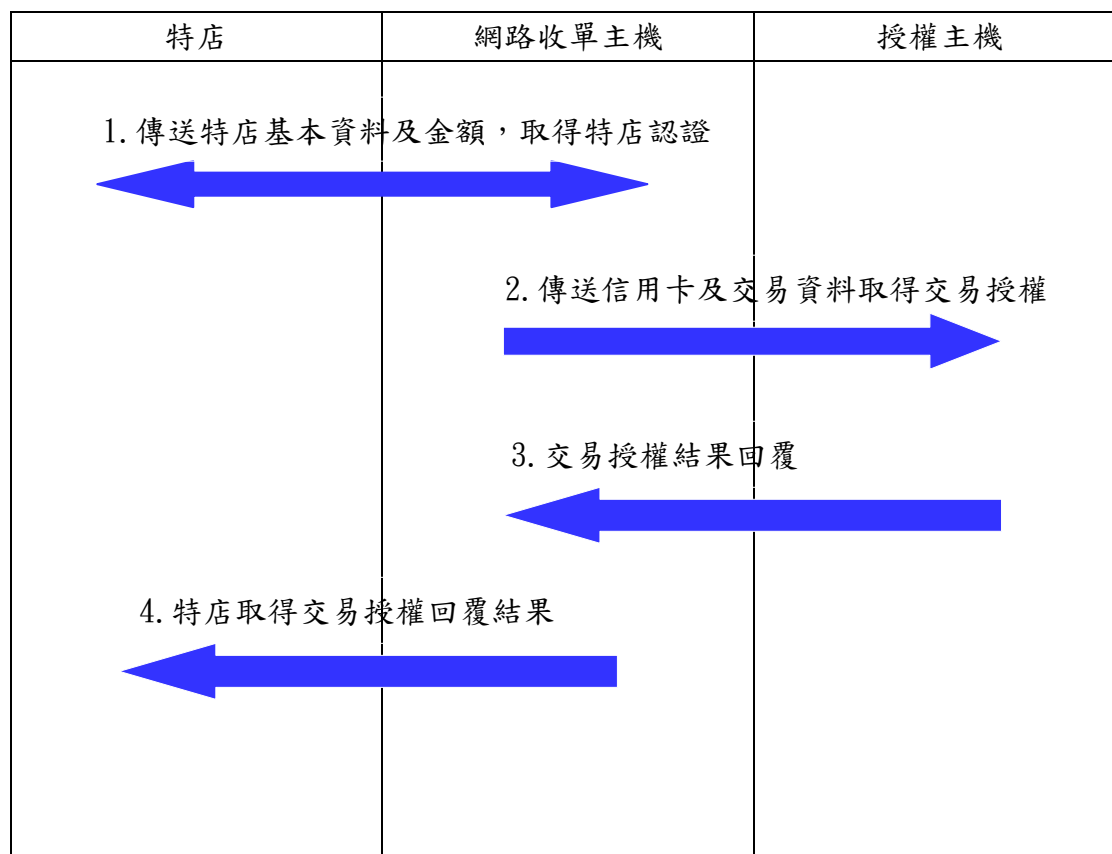 特店 網路收單主機 授權主機
1.傳送特店基本資料及金額，取得特店認證
2.傳送信用卡及交易資料取得交易授權
3.交易授權結果回覆
4.特店取得交易授權回覆結果